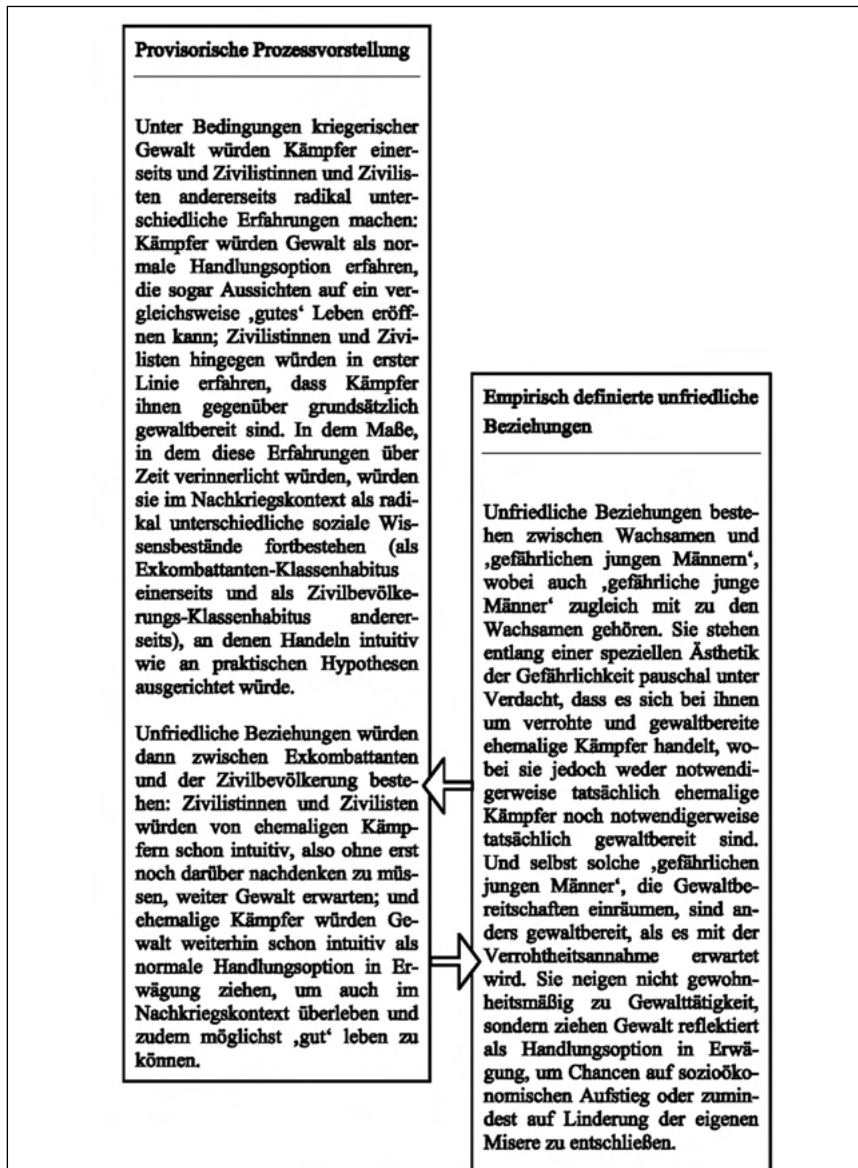 Provisorische Prozessvorstellung
Unter Bedingungen kriegerischer
Gewalt würden Kämpfer einer-
seits und Zivilistinnen und Zivilis-
ten andererseits radikal unter-
schiedliche Erfahrungen machen:
Kämpfer würden Gewalt als nor-
male Handlungsoption erfahren,
die sogar Aussichten auf ein ver-
gleichsweise ‚gutes‘ Leben eröff-
nen kann; Zivilistinnen und Zivi-
listen hingegen würden in erster
Linie erfahren, dass Kämpfer
ihnen gegenüber grundsätzlich
gewaltbereit sind. In dem Maße,
in dem diese Erfahrungen über
Zeit verinnerlicht würden, würden
sie im Nachkriegskontext als radi-
kal unterschiedliche soziale Wis-
sensbestände fortbestehen (als
Exkombattanten-Klassenhabitus
einerseits und als Zivilbevölke-
rungs-Klassenhabitus anderer-
seits), an denen Handeln intuitiv
wie an praktischen Hypothesen
ausgerichtet würde.
Unfriedliche Beziehungen würden
dann zwischen Exkombattanten
und der Zivilbevölkerung beste-
hen: Zivilistinnen und Zivilisten
würden von ehemaligen Kämp-
fern schon intuitiv, also ohne erst
noch darüber nachdenken zu müs-
sen, weiter Gewalt erwarten; und
ehemalige Kämpfer würden Ge-
walt weiterhin schon intuitiv als
normale Handlungsoption in Er-
wägung ziehen, um auch im
Nachkriegskontext überleben und
zudem möglichst ‚gut‘ leben zu
können.
Empirisch definierte unfriedliche
Beziehungen
Unfriedliche Beziehungen beste-
hen zwischen Wachsamen und
‚gefährlichen jungen Männern‘,
wobei auch ‚gefährliche junge
Männer‘ zugleich mit zu den
Wachsamen gehören. Sie stehen
entlang einer speziellen Ästhetik
der Gefährlichkeit pauschal unter
Verdacht, dass es sich bei ihnen
um verrohte und gewaltbereite
ehemalige Kämpfer handelt, wo-
bei sie jedoch weder notwendi-
gerweise tatsächlich ehemalige
Kämpfer noch notwendigerweise
tatsächlich gewaltbereit sind.
Und selbst solche ‚gefährlichen
jungen Männer‘, die Gewaltbe-
reitschaften einräumen, sind an-
ders gewaltbereit, als es mit der
Verrohtheitsannahme erwartet
wird. Sie neigen nicht gewohn-
heitsmäßig zu Gewalttätigkeit,
sondern ziehen Gewalt reflektiert
als Handlungsoption in Erwä-
gung, um Chancen auf sozioöko-
nomischen Aufstieg oder zumin-
dest auf Linderung der eigenen
Misere zu entschließen.